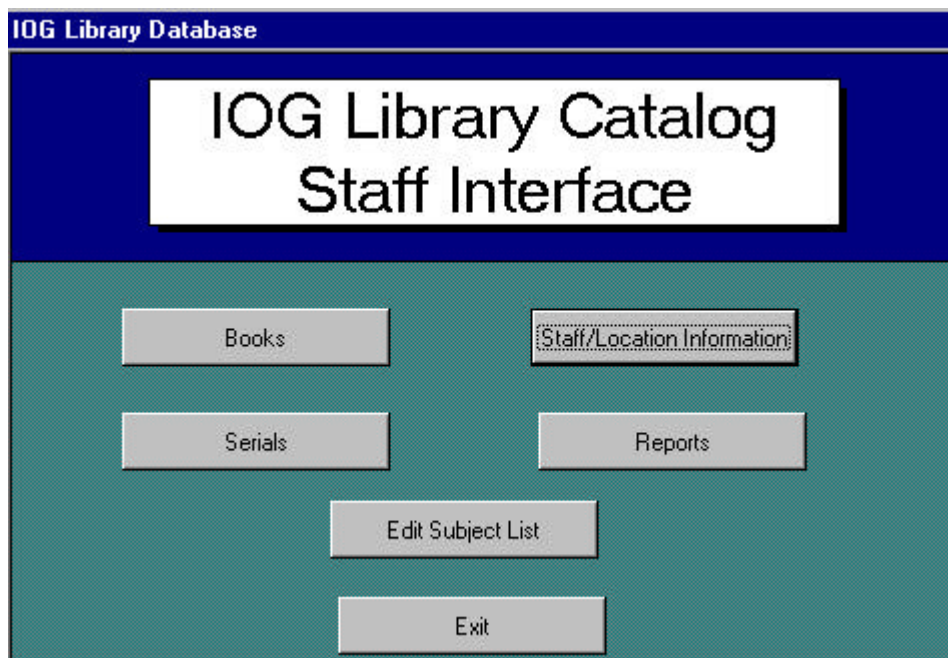 IOG Library Database
IOG Library Catalog
Staff Interface
Books
Staff/Location Information
Serials
Reports
Edit Subject List
Exit